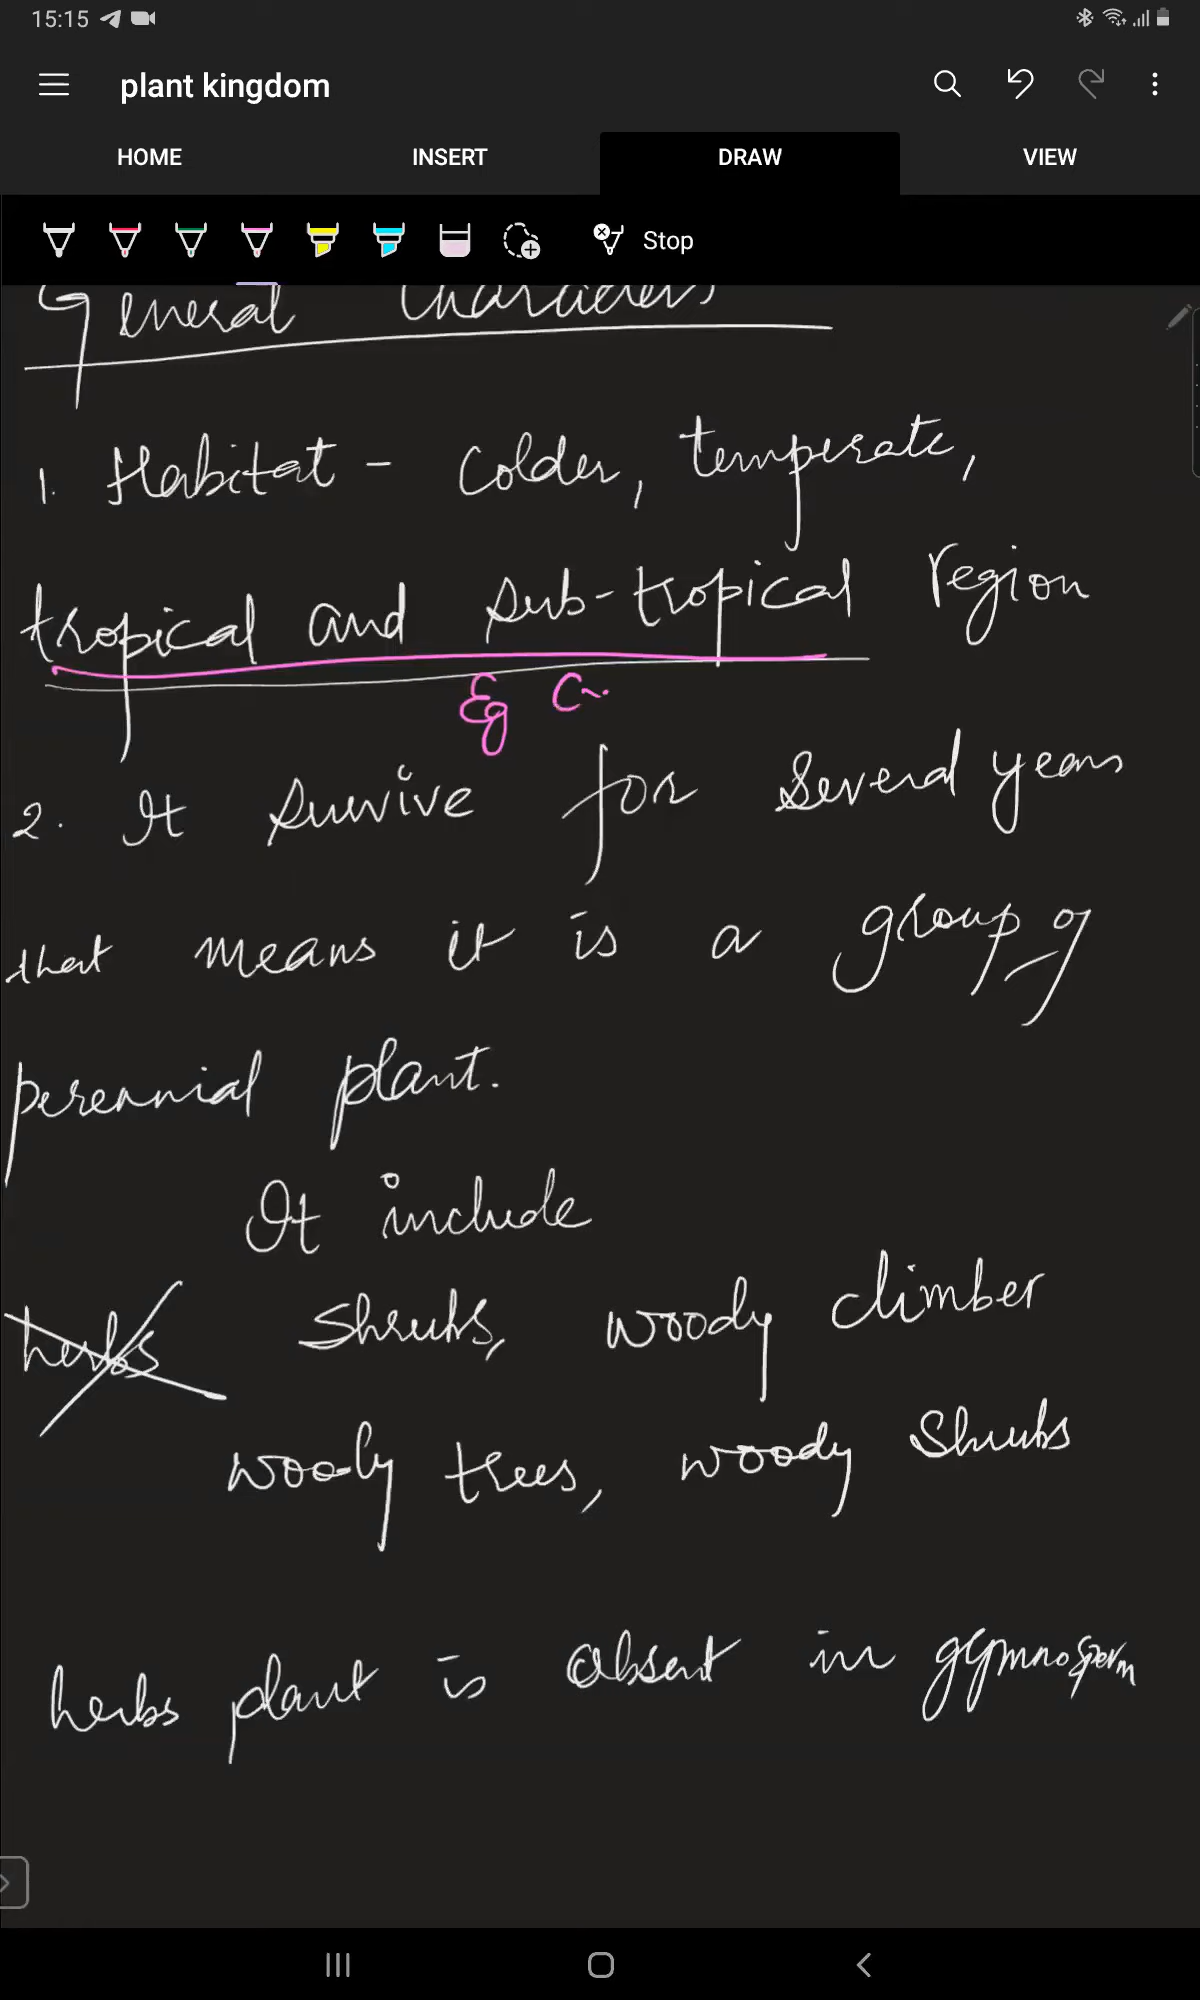 15:15
plant kingdom
HOME INSERT DRAW VIEW
Stop
General Characters
1. Habitat - Colder, temperate,
tropical and sub-tropical region
Eg
2. It survive for several years
that means it is a group of
perennial plant.
It include
herbs shrubs, woody climber
woody trees, woody Shrubs
herbs plant is absent in gymnosperm